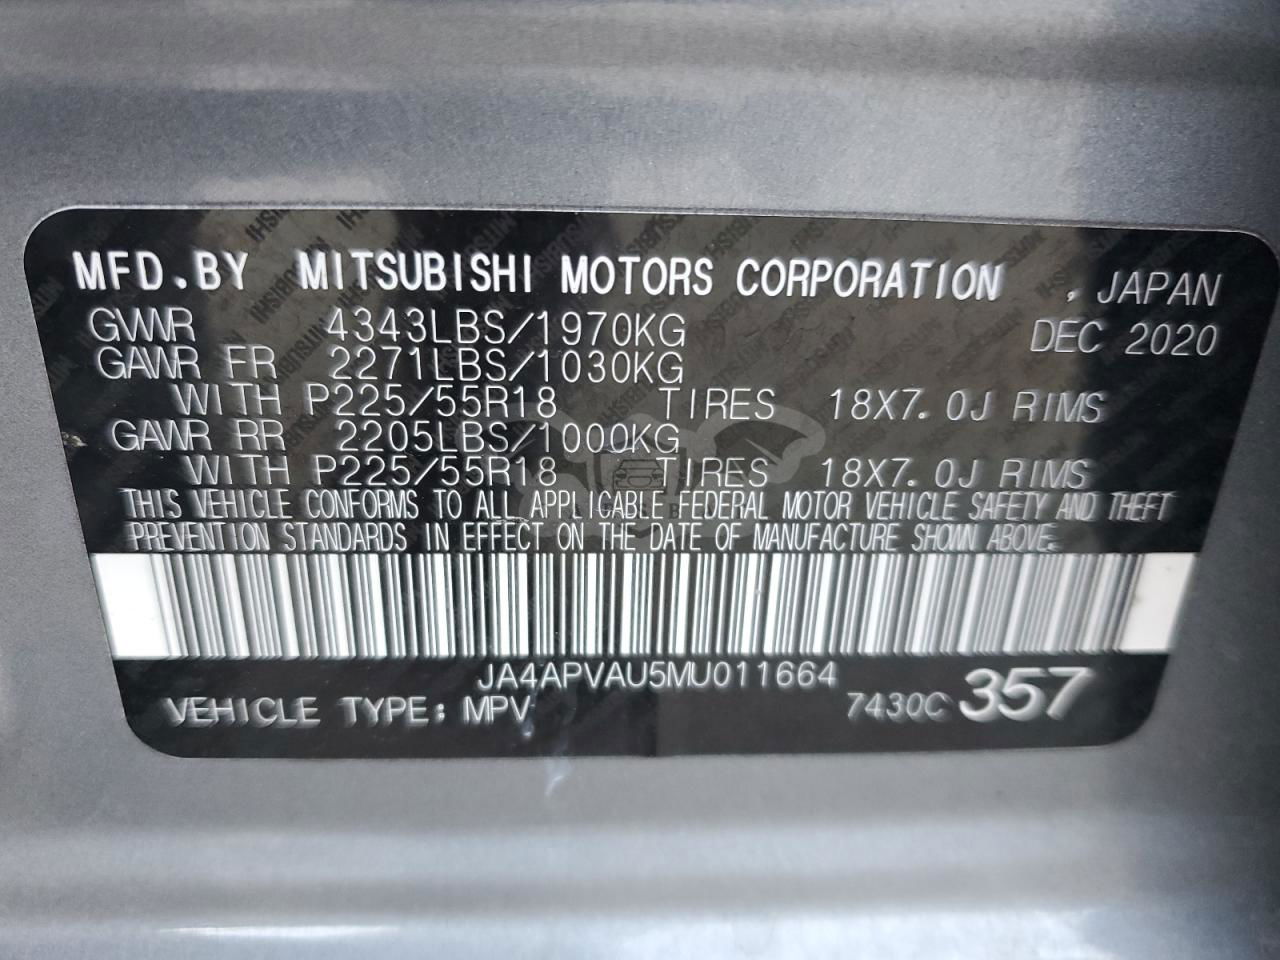 MFD.BY MITSUBISHI MOTORS CORPORATION , JAPAN
GVWR 4343LBS/1970KG DEC 2020
GAWR FR 2271LBS/1030KG
WITH P225/55R18 TIRES 18X7.0J RIMS
GAWR RR 2205LBS/1000KG
WITH P225/55R18 TIRES 18X7.0J RIMS
THIS VEHICLE CONFORMS TO ALL APPLICABLE FEDERAL MOTOR VEHICLE SAFETY AND THEFT
PREVENTION STANDARDS IN EFFECT ON THE DATE OF MANUFACTURE SHOWN ABOVE.
JA4APVAU5MU011664
VEHICLE TYPE: MPV 7430C 357